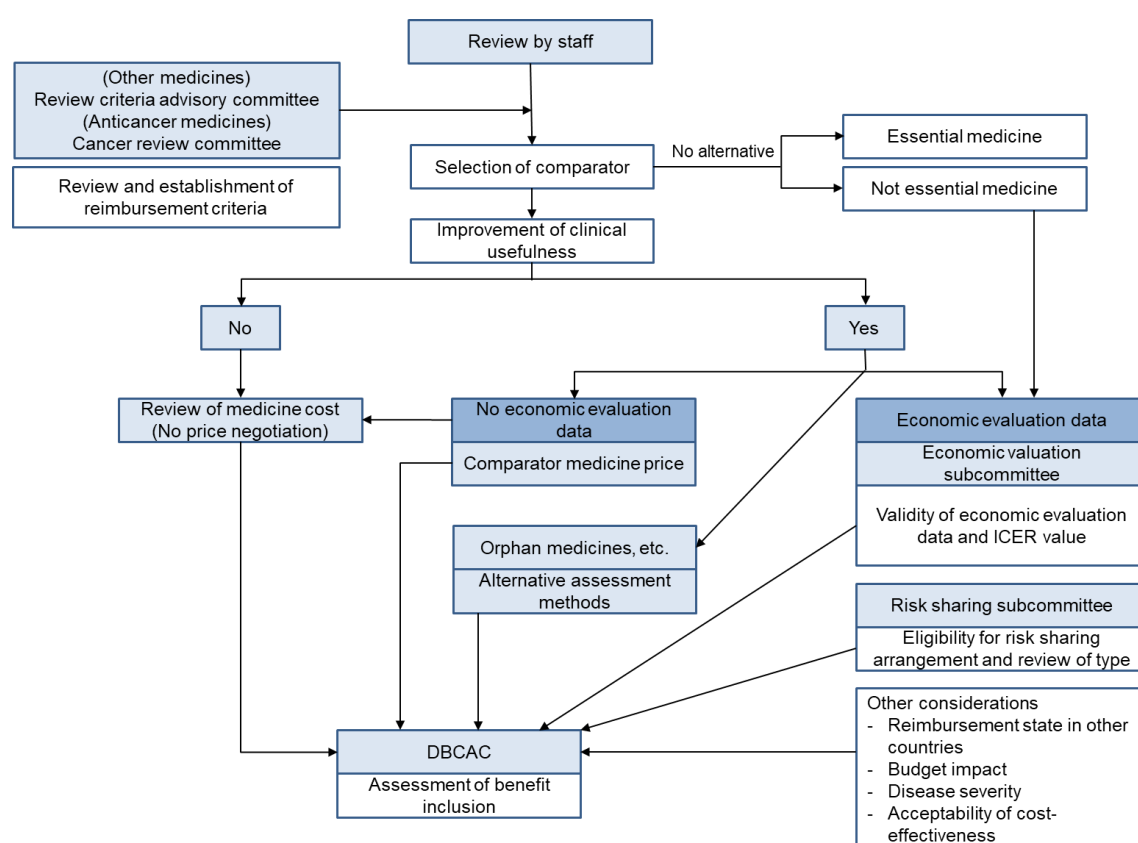 Review by staff
(Other medicines)
Review criteria advisory committee
(Anticancer medicines)
Cancer review committee
Review and establishment of
reimbursement criteria
Selection of comparator
No alternative
Essential medicine
Not essential medicine
Improvement of clinical
usefulness
No
Yes
Review of medicine cost
(No price negotiation)
No economic evaluation
data
Comparator medicine price
Economic evaluation data
Economic valuation
subcommittee
Validity of economic evaluation
data and ICER value
Orphan medicines, etc.
Alternative assessment
methods
Risk sharing subcommittee
Eligibility for risk sharing
arrangement and review of type
DBCAC
Assessment of benefit
inclusion
Other considerations
- Reimbursement state in other
countries
- Budget impact
- Disease severity
- Acceptability of cost-
effectiveness